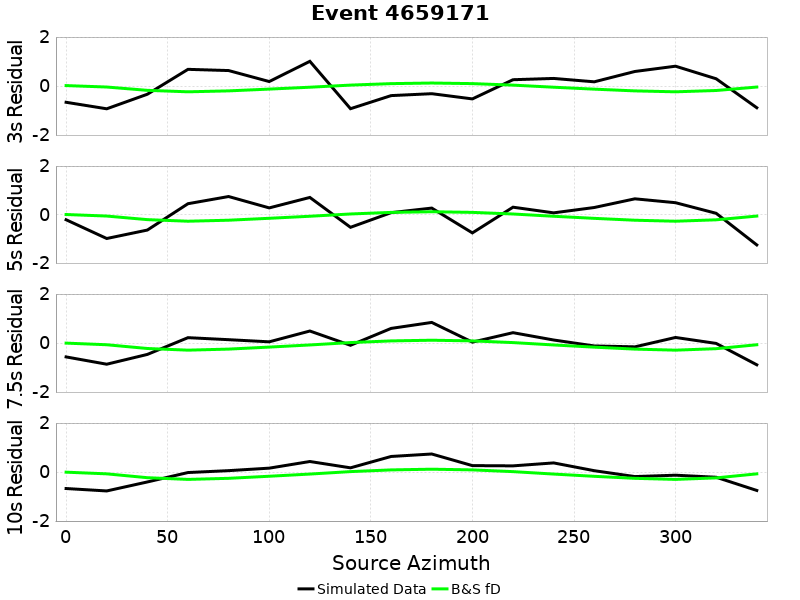 Event 4659171
3s Residual
2
0
-2
5s Residual
2
0
-2
7.5s Residual
2
0
-2
10s Residual
2
0
-2
0 50 100 150 200 250 300
Source Azimuth
Simulated Data B&S fD